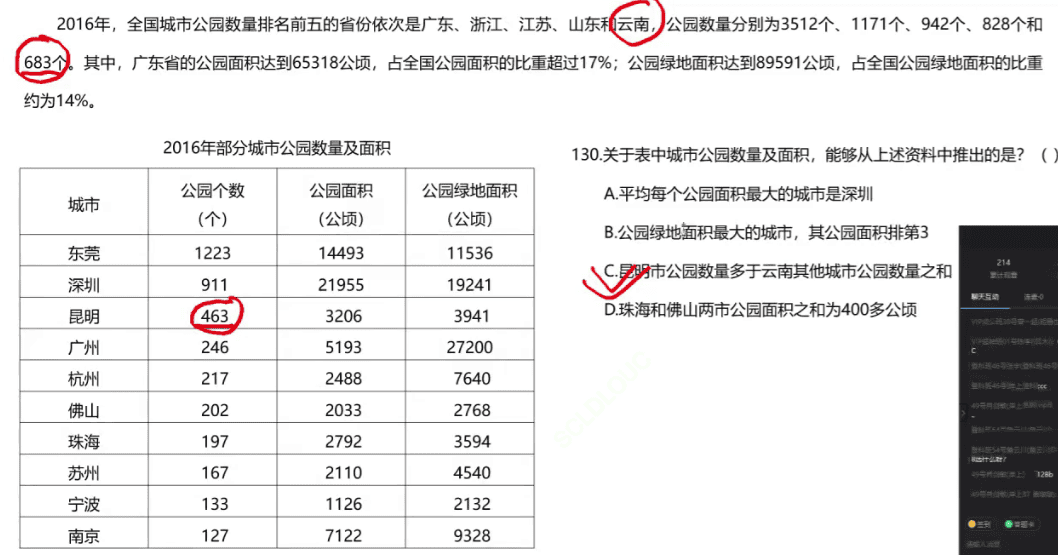 2016年，全国城市公园数量排名前五的省份依次是广东、浙江、江苏、山东和云南，公园数量分别为3512个、1171个、942个、828个和
683个。其中，广东省的公园面积达到65318公顷，占全国公园面积的比重超过17%；公园绿地面积达到89591公顷，占全国公园绿地面积的比重
约为14%。
2016年部分城市公园数量及面积
城市 公园个数（个） 公园面积（公顷） 公园绿地面积（公顷）
东莞 1223 14493 11536
深圳 911 21955 19241
昆明 463 3206 3941
广州 246 5193 27200
杭州 217 2488 7640
佛山 202 2033 2768
珠海 197 2792 3594
苏州 167 2110 4540
宁波 133 1126 2132
南京 127 7122 9328
130.关于表中城市公园数量及面积，能够从上述资料中推出的是？（ ）
A.平均每个公园面积最大的城市是深圳
B.公园绿地面积最大的城市，其公园面积排第3
C.昆明市公园数量多于云南其他城市公园数量之和
D.珠海和佛山两市公园面积之和为400多公顷
214
聊天互动
C
签到